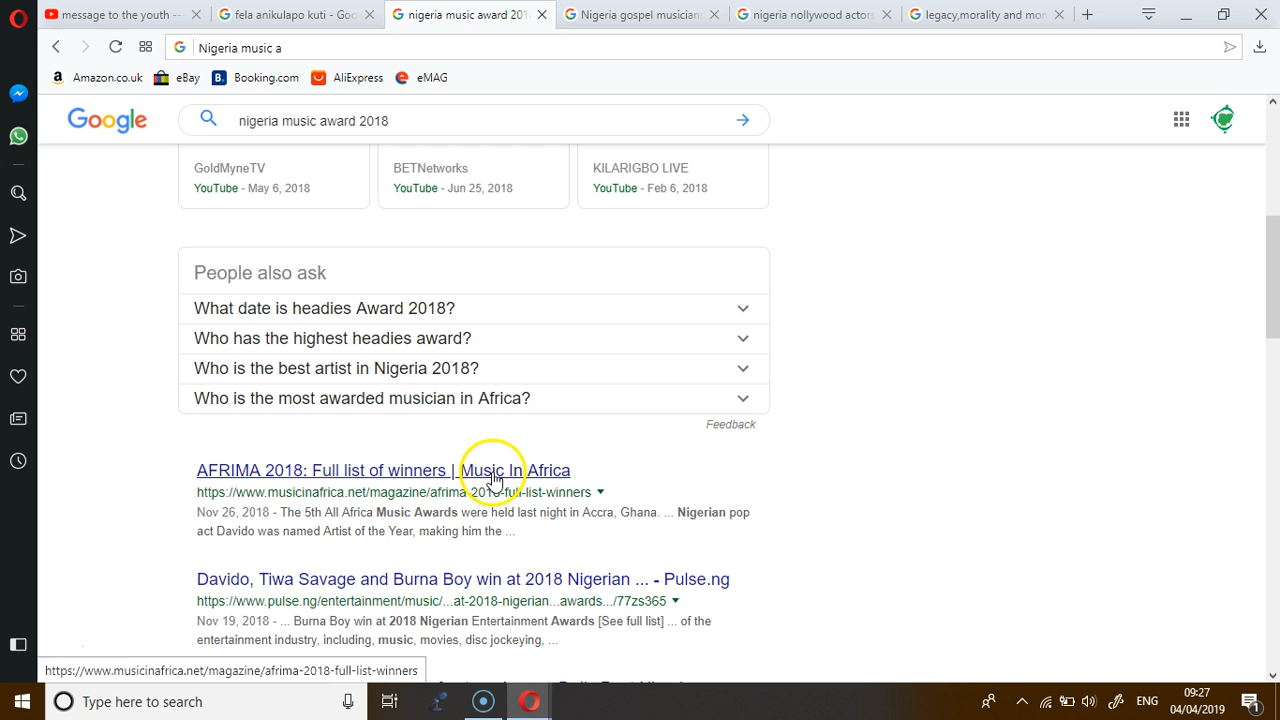 message to the youth --
fela anikulapo kuti - Goo
nigeria music award 201
Nigeria gospel musician
nigeria nollywood actors
legacy,morality and mon
Nigeria music a
Amazon.co.uk
eBay
Booking.com
AliExpress
eMAG
Google
nigeria music award 2018
GoldMyneTV
YouTube - May 6, 2018
BETNetworks
YouTube - Jun 25, 2018
KILARIGBO LIVE
YouTube - Feb 6, 2018
People also ask
What date is headies Award 2018?
Who has the highest headies award?
Who is the best artist in Nigeria 2018?
Who is the most awarded musician in Africa?
Feedback
AFRIMA 2018: Full list of winners | Music In Africa
https://www.musicinafrica.net/magazine/afrima-2018-full-list-winners
Nov 26, 2018 - The 5th All Africa Music Awards were held last night in Accra, Ghana. ... Nigerian pop
act Davido was named Artist of the Year, making him the ...
Davido, Tiwa Savage and Burna Boy win at 2018 Nigerian ... - Pulse.ng
https://www.pulse.ng/entertainment/music/...at-2018-nigerian...awards.../77zs365
Nov 19, 2018 - ... Burna Boy win at 2018 Nigerian Entertainment Awards [See full list] ... of the
entertainment industry, including, music, movies, disc jockeying, ...
https://www.musicinafrica.net/magazine/afrima-2018-full-list-winners
Type here to search
ENG
09:27
04/04/2019
1